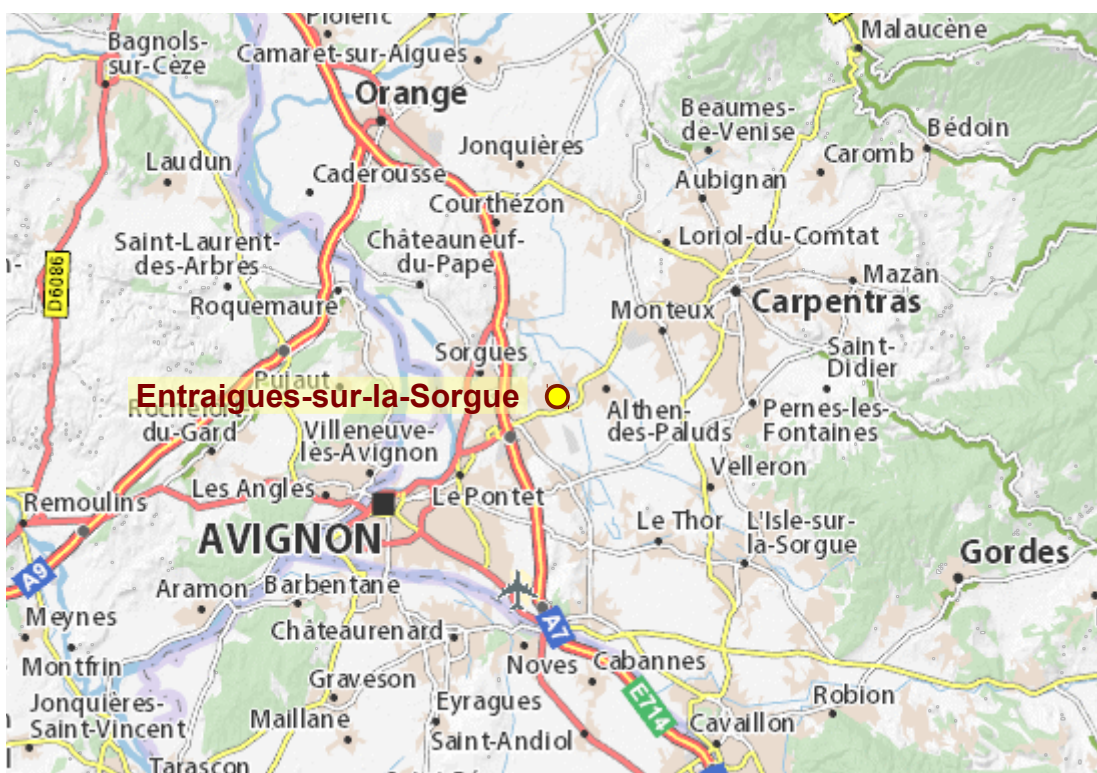 Piolenc
Malaucène
Bagnols-
sur-Cèze
Camaret-sur-Aigues
Orange
Beaumes-
de-Venise
Bédoin
Jonquières
Caromb
Laudun
Caderousse
Aubignan
Courthézon
Saint-Laurent-
des-Arbres
Châteauneuf-
du-Pape
Loriol-du-Comtat
Mazan
D6086
Roquemaure
Monteux
Carpentras
Sorgues
Saint-
Didier
Pujaut
Entraigues-sur-la-Sorgue
Rochefort-
du-Gard
Villeneuve-
lès-Avignon
Althen-
des-Paluds
Pernes-les-
Fontaines
Velleron
Les Angles
Le Pontet
Remoulins
Le Thor
L'Isle-sur-
la-Sorgue
AVIGNON
Gordes
A9
Aramon
Barbentane
Meynes
A7
Châteaurenard
Montfrin
Noves
Cabannes
Graveson
Jonquières-
Saint-Vincent
Eyragues
E714
Robion
Maillane
Saint-Andiol
Cavaillon
Tarascon